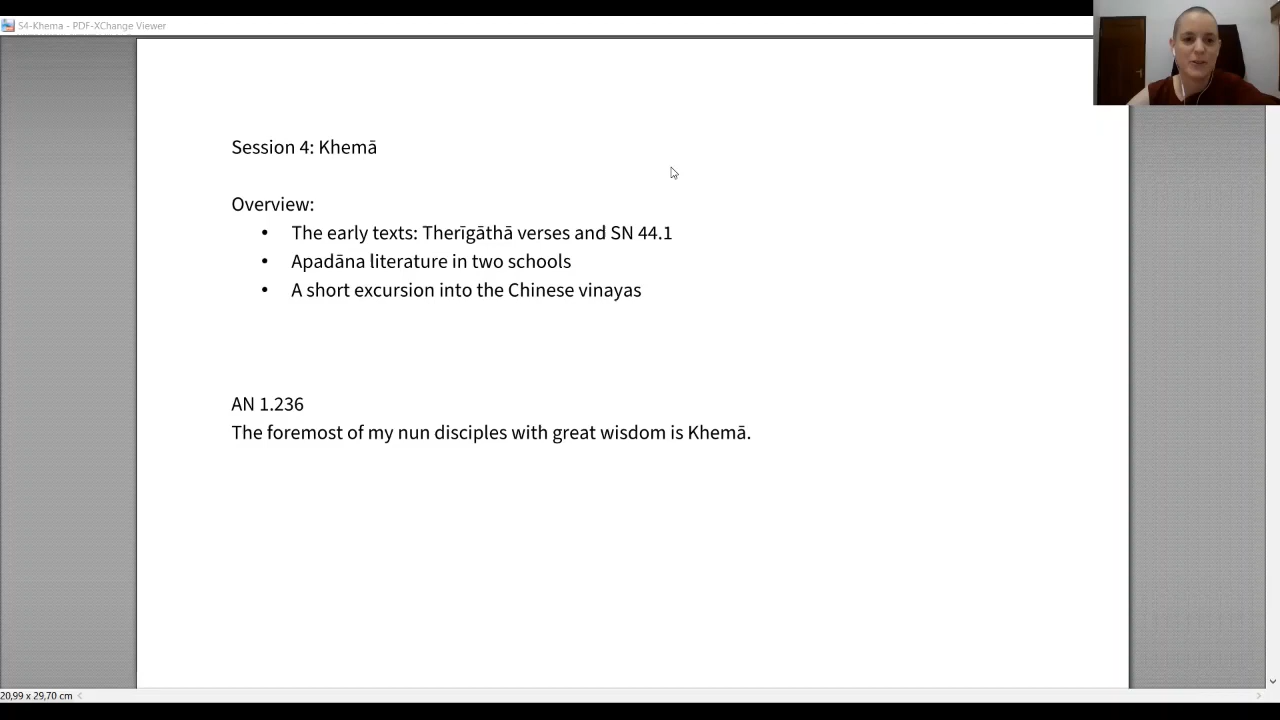 S4-Khema - PDF-XChange Viewer
Session 4: Khemā
Overview:
• The early texts: Therīgāthā verses and SN 44.1
• Apadāna literature in two schools
• A short excursion into the Chinese vinayas
AN 1.236
The foremost of my nun disciples with great wisdom is Khemā.
20,99 x 29,70 cm